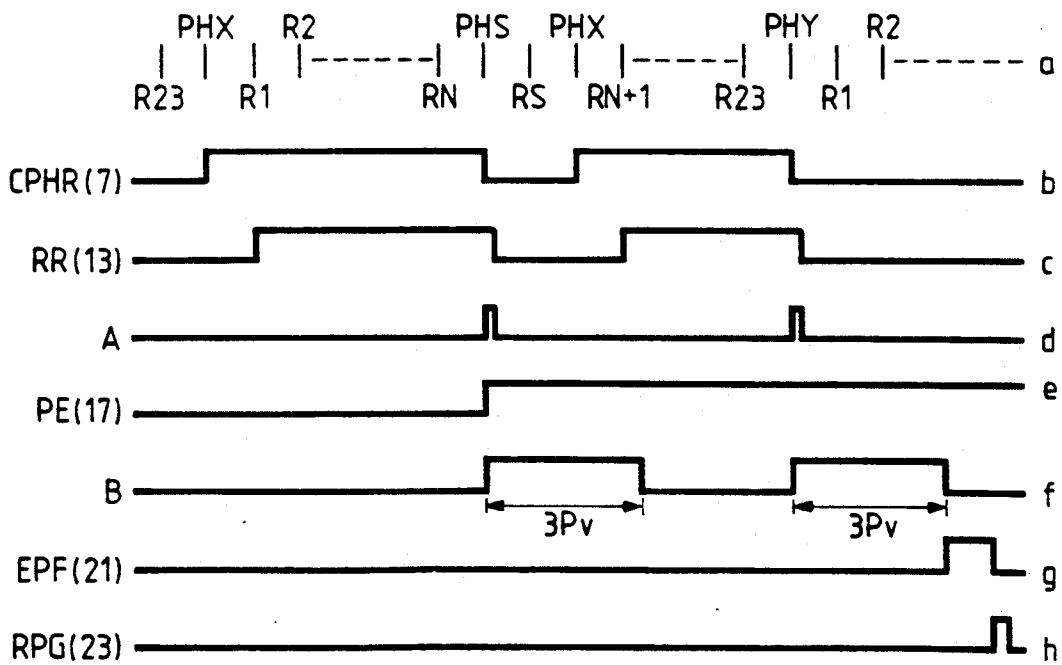 PHX R2 PHS PHX PHY R2
a
R23 R1 RN RS RN+1 R23 R1
CPHR(7) b
RR(13) c
A d
PE(17) e
B f
3Pv 3Pv
EPF(21) g
RPG(23) h